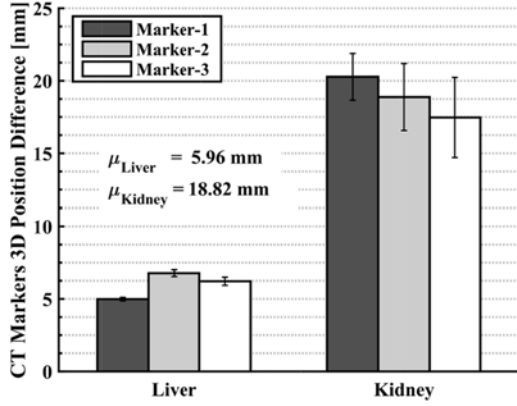 CT Markers 3D Position Difference [mm]
25
20
15
10
5
0
Marker-1
Marker-2
Marker-3
μLiver = 5.96 mm
μKidney = 18.82 mm
Liver Kidney